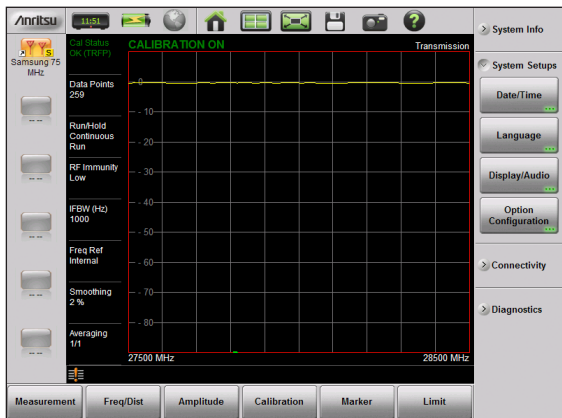 Anritsu
11:51
?
System Info
S
Samsung 75
MHz
Cal Status
OK (TRFP)
CALIBRATION ON
Transmission
System Setups
Data Points
259
Date/Time
Run/Hold
Continuous
Run
Language
RF Immunity
Low
Display/Audio
IFBW (Hz)
1000
Option
Configuration
Freq Ref
Internal
Connectivity
Smoothing
2 %
Diagnostics
Averaging
1/1
0
- 10
- 20
- 30
- 40
- 50
- 60
- 70
- 80
-- --
-- --
-- --
-- --
-- --
27500 MHz
28500 MHz
Measurement
Freq/Dist
Amplitude
Calibration
Marker
Limit